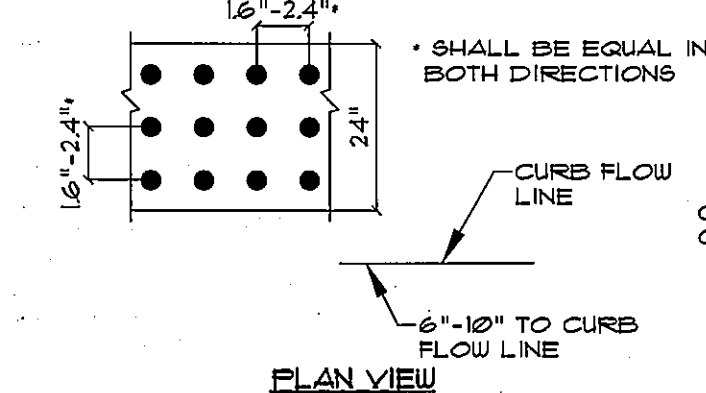 1.6"-2.4"*
* SHALL BE EQUAL IN
BOTH DIRECTIONS
1.6"-2.4"*
24"
CURB FLOW
LINE
6"-10" TO CURB
FLOW LINE
PLAN VIEW